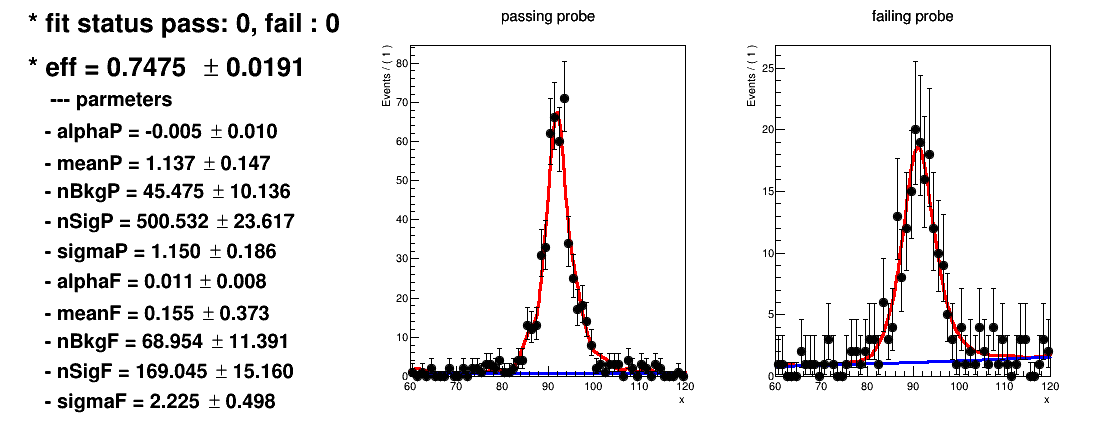 * fit status pass: 0, fail : 0
* eff = 0.7475 ± 0.0191
--- parmeters
- alphaP = -0.005 ± 0.010
- meanP = 1.137 ± 0.147
- nBkgP = 45.475 ± 10.136
- nSigP = 500.532 ± 23.617
- sigmaP = 1.150 ± 0.186
- alphaF = 0.011 ± 0.008
- meanF = 0.155 ± 0.373
- nBkgF = 68.954 ± 11.391
- nSigF = 169.045 ± 15.160
- sigmaF = 2.225 ± 0.498
passing probe
Events / ( 1 )
80
70
60
50
40
30
20
10
0
60 70 80 90 100 110 120
x
failing probe
Events / ( 1 )
25
20
15
10
5
0
60 70 80 90 100 110 120
x